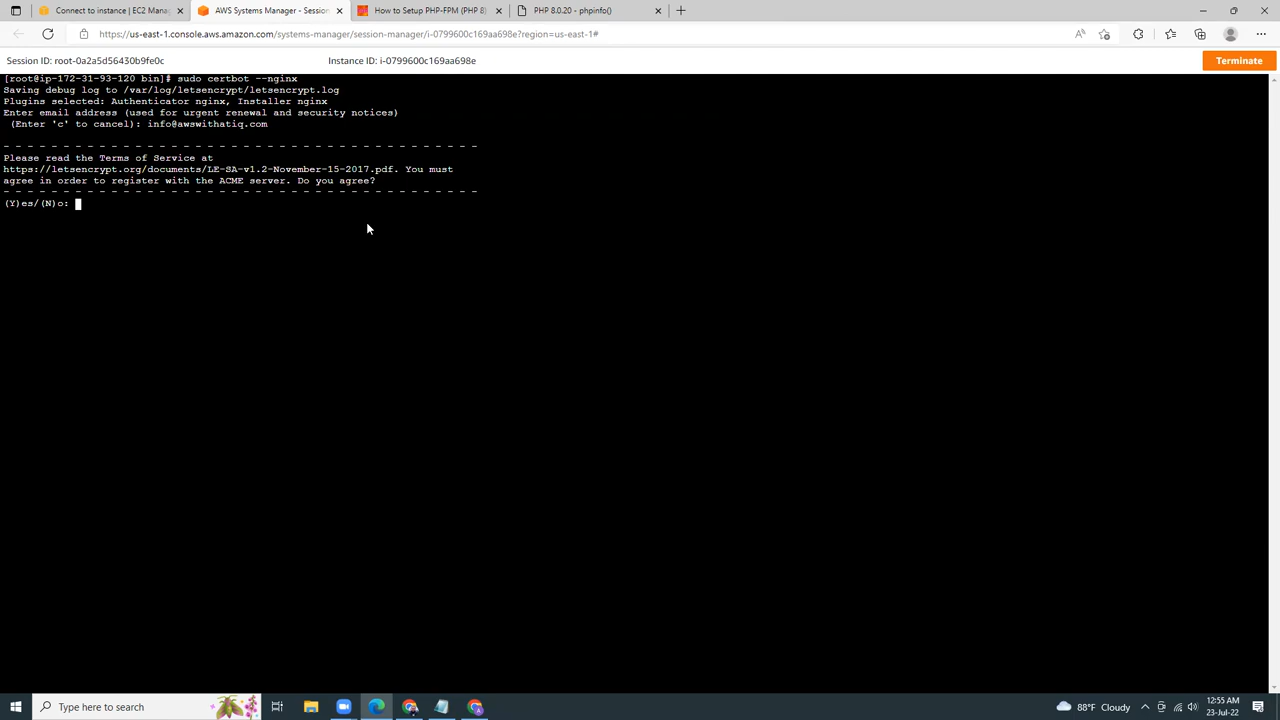 Connect to instance | EC2 Mana
AWS Systems Manager - Session
How to Setup PHP-FPM (PHP 8)
PHP 8.0.20 - phpinfo()
https://us-east-1.console.aws.amazon.com/systems-manager/session-manager/i-0799600c169aa698e?region=us-east-1#
Session ID: root-0a2a5d56430b9fe0c
Instance ID: i-0799600c169aa698e
Terminate
[root@ip-172-31-93-120 bin]# sudo certbot --nginx
Saving debug log to /var/log/letsencrypt/letsencrypt.log
Plugins selected: Authenticator nginx, Installer nginx
Enter email address (used for urgent renewal and security notices)
(Enter 'c' to cancel): info@awswithatiq.com
- - - - - - - - - - - - - - - - - - - - - - - - - - - - - - - - - - - - - - - -
Please read the Terms of Service at
https://letsencrypt.org/documents/LE-SA-v1.2-November-15-2017.pdf. You must
agree in order to register with the ACME server. Do you agree?
- - - - - - - - - - - - - - - - - - - - - - - - - - - - - - - - - - - - - - - -
(Y)es/(N)o:
Type here to search
88°F Cloudy
12:55 AM
23-Jul-22